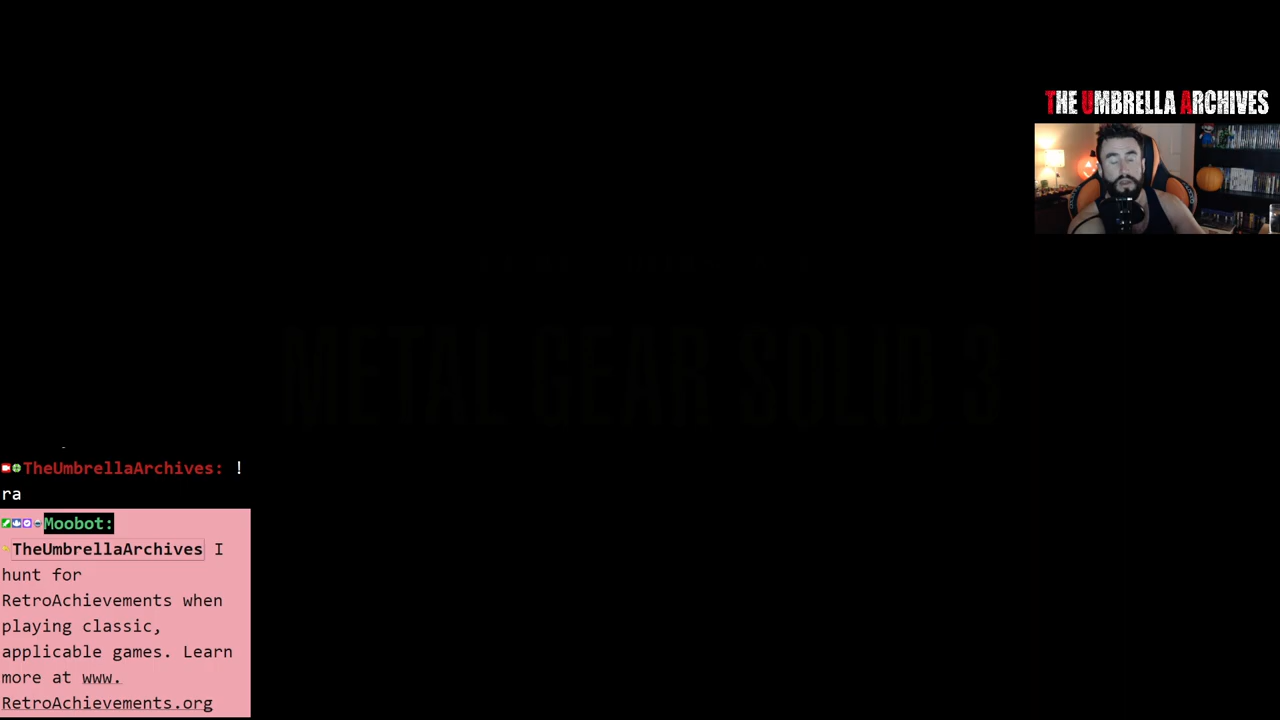 THE UMBRELLA ARCHIVES
METAL GEAR SOLID 3
TheUmbrellaArchives: !
ra
Moobot:
TheUmbrellaArchives I
hunt for
RetroAchievements when
playing classic,
applicable games. Learn
more at www.
RetroAchievements.org